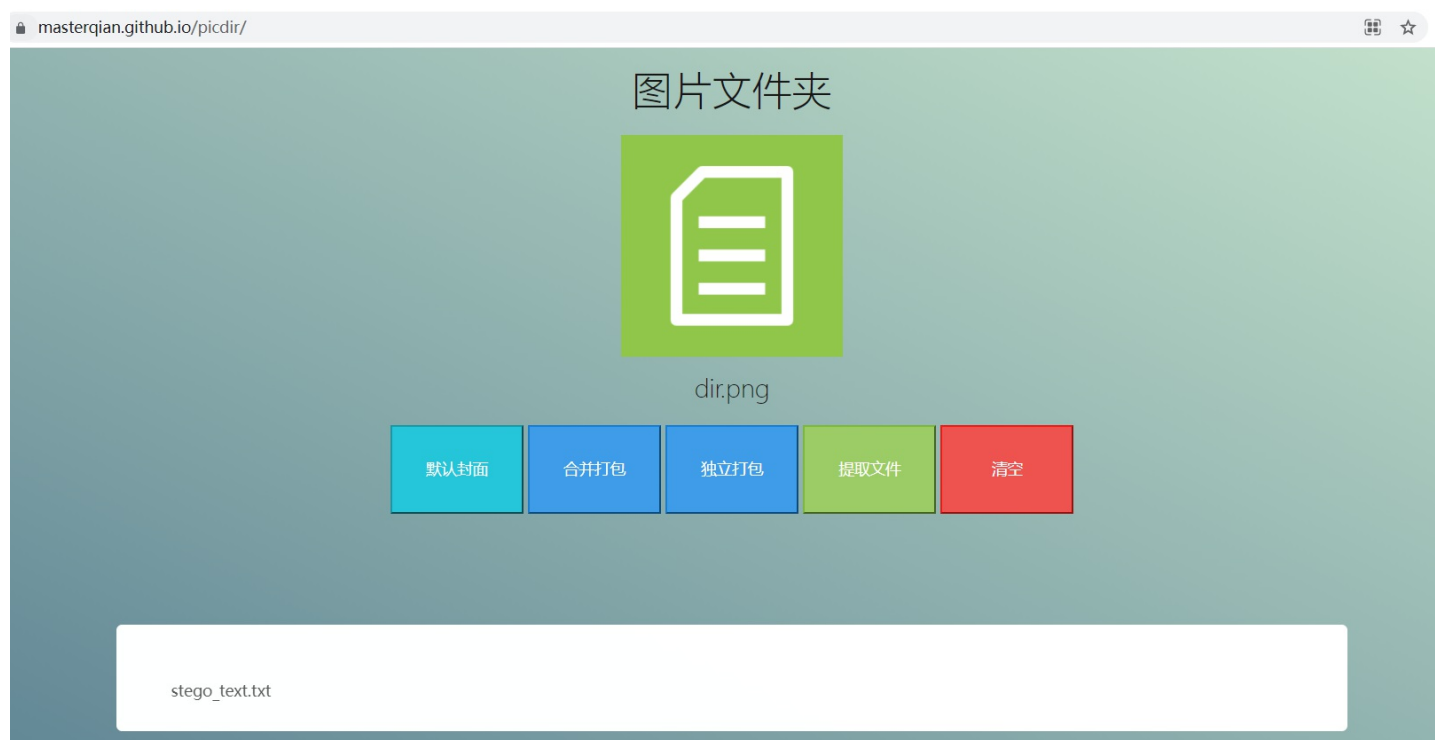 masterqian.github.io/picdir/
图片文件夹
dir.png
默认封面 合并打包 独立打包 提取文件 清空
stego_text.txt